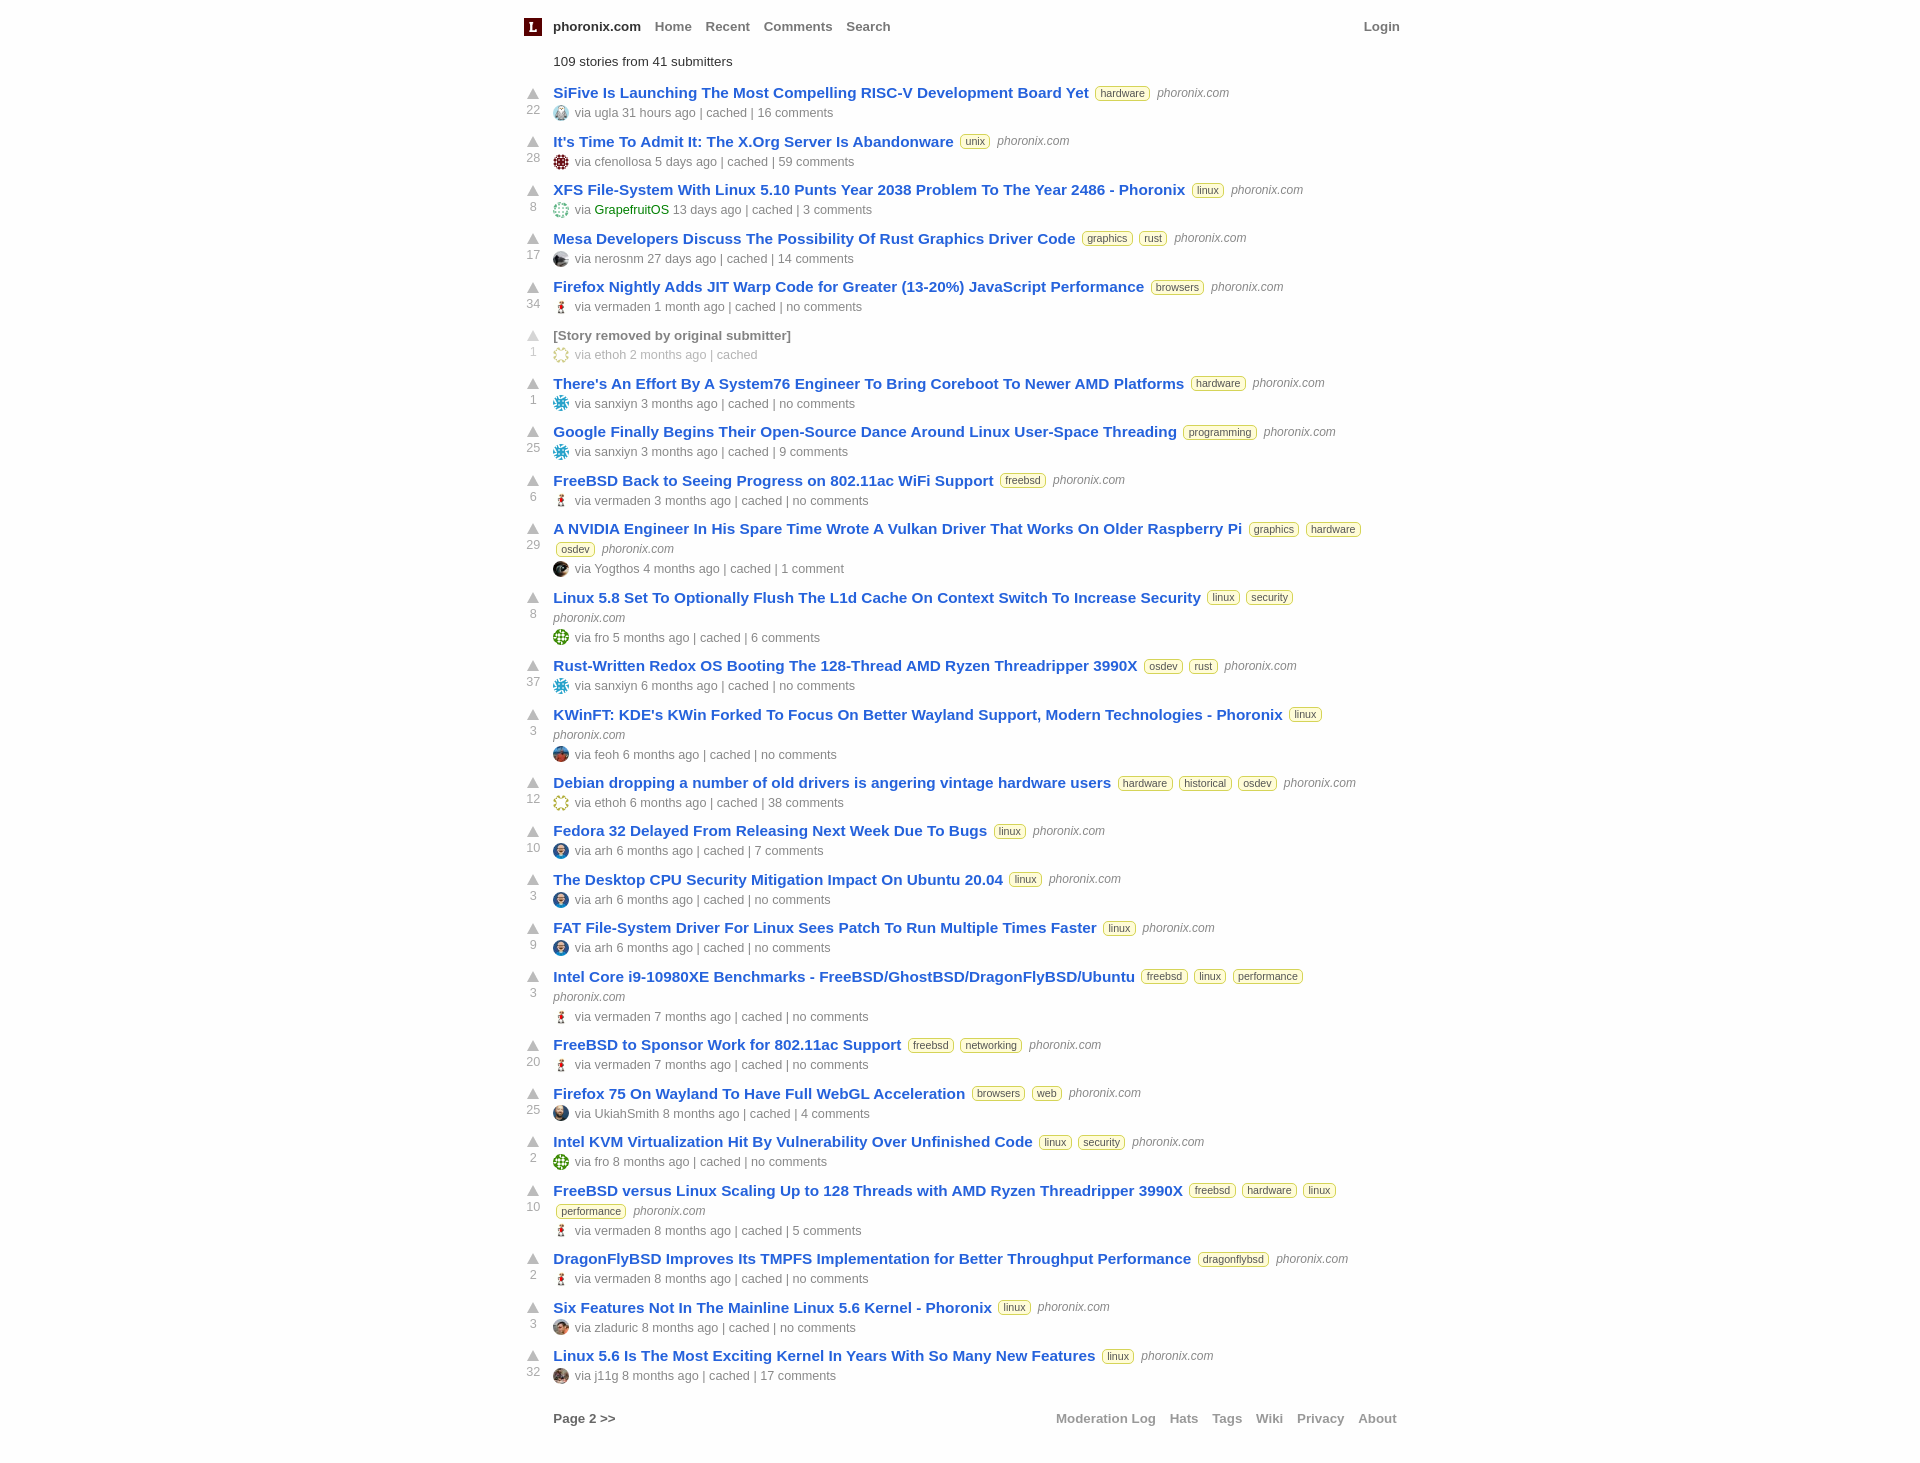 L phoronix.com Home Recent Comments Search Login
109 stories from 41 submitters
SiFive Is Launching The Most Compelling RISC-V Development Board Yet hardware phoronix.com
22 via ugla 31 hours ago | cached | 16 comments
It's Time To Admit It: The X.Org Server Is Abandonware unix phoronix.com
28 via cfenollosa 5 days ago | cached | 59 comments
XFS File-System With Linux 5.10 Punts Year 2038 Problem To The Year 2486 - Phoronix linux phoronix.com
8 via GrapefruitOS 13 days ago | cached | 3 comments
Mesa Developers Discuss The Possibility Of Rust Graphics Driver Code graphics rust phoronix.com
17 via nerosnm 27 days ago | cached | 14 comments
Firefox Nightly Adds JIT Warp Code for Greater (13-20%) JavaScript Performance browsers phoronix.com
34 via vermaden 1 month ago | cached | no comments
[Story removed by original submitter]
1 via ethoh 2 months ago | cached
There's An Effort By A System76 Engineer To Bring Coreboot To Newer AMD Platforms hardware phoronix.com
1 via sanxiyn 3 months ago | cached | no comments
Google Finally Begins Their Open-Source Dance Around Linux User-Space Threading programming phoronix.com
25 via sanxiyn 3 months ago | cached | 9 comments
FreeBSD Back to Seeing Progress on 802.11ac WiFi Support freebsd phoronix.com
6 via vermaden 3 months ago | cached | no comments
A NVIDIA Engineer In His Spare Time Wrote A Vulkan Driver That Works On Older Raspberry Pi graphics hardware
29 osdev phoronix.com
via Yogthos 4 months ago | cached | 1 comment
Linux 5.8 Set To Optionally Flush The L1d Cache On Context Switch To Increase Security linux security
8 phoronix.com
via fro 5 months ago | cached | 6 comments
Rust-Written Redox OS Booting The 128-Thread AMD Ryzen Threadripper 3990X osdev rust phoronix.com
37 via sanxiyn 6 months ago | cached | no comments
KWinFT: KDE's KWin Forked To Focus On Better Wayland Support, Modern Technologies - Phoronix linux
3 phoronix.com
via feoh 6 months ago | cached | no comments
Debian dropping a number of old drivers is angering vintage hardware users hardware historical osdev phoronix.com
12 via ethoh 6 months ago | cached | 38 comments
Fedora 32 Delayed From Releasing Next Week Due To Bugs linux phoronix.com
10 via arh 6 months ago | cached | 7 comments
The Desktop CPU Security Mitigation Impact On Ubuntu 20.04 linux phoronix.com
3 via arh 6 months ago | cached | no comments
FAT File-System Driver For Linux Sees Patch To Run Multiple Times Faster linux phoronix.com
9 via arh 6 months ago | cached | no comments
Intel Core i9-10980XE Benchmarks - FreeBSD/GhostBSD/DragonFlyBSD/Ubuntu freebsd linux performance
3 phoronix.com
via vermaden 7 months ago | cached | no comments
FreeBSD to Sponsor Work for 802.11ac Support freebsd networking phoronix.com
20 via vermaden 7 months ago | cached | no comments
Firefox 75 On Wayland To Have Full WebGL Acceleration browsers web phoronix.com
25 via UkiahSmith 8 months ago | cached | 4 comments
Intel KVM Virtualization Hit By Vulnerability Over Unfinished Code linux security phoronix.com
2 via fro 8 months ago | cached | no comments
FreeBSD versus Linux Scaling Up to 128 Threads with AMD Ryzen Threadripper 3990X freebsd hardware linux
10 performance phoronix.com
via vermaden 8 months ago | cached | 5 comments
DragonFlyBSD Improves Its TMPFS Implementation for Better Throughput Performance dragonflybsd phoronix.com
2 via vermaden 8 months ago | cached | no comments
Six Features Not In The Mainline Linux 5.6 Kernel - Phoronix linux phoronix.com
3 via zladuric 8 months ago | cached | no comments
Linux 5.6 Is The Most Exciting Kernel In Years With So Many New Features linux phoronix.com
32 via j11g 8 months ago | cached | 17 comments
Page 2 >> Moderation Log Hats Tags Wiki Privacy About